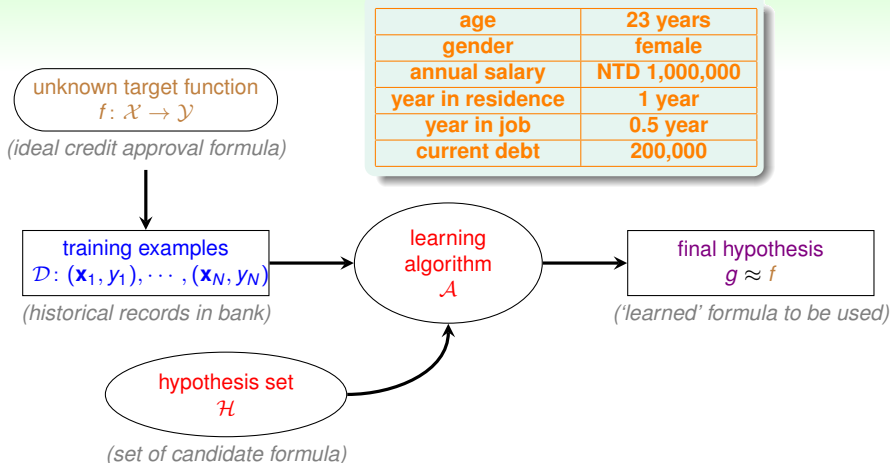 age 23 years
gender female
annual salary NTD 1,000,000
year in residence 1 year
year in job 0.5 year
current debt 200,000
unknown target function
f: 𝒳 → 𝒴
(ideal credit approval formula)
training examples
𝒟: (x₁, y₁), ⋯ , (x_N, y_N)
(historical records in bank)
learning
algorithm
𝒜
final hypothesis
g ≈ f
(‘learned’ formula to be used)
hypothesis set
ℋ
(set of candidate formula)